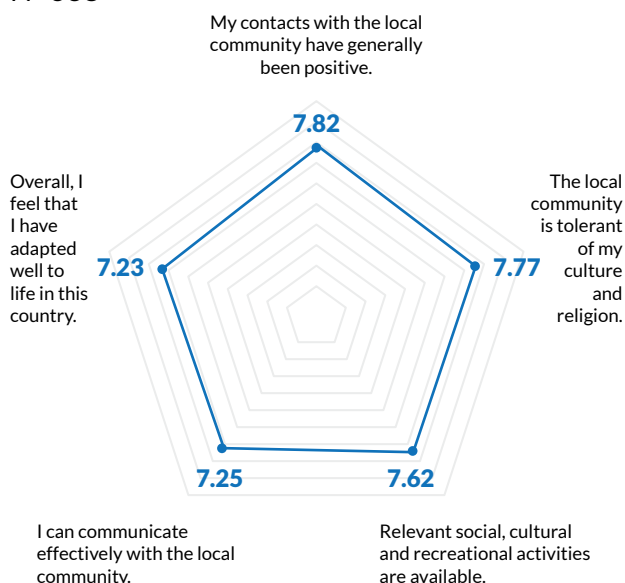 My contacts with the local
community have generally
been positive.
7.82
The local
community
is tolerant
of my
culture
and
religion.
7.77
Relevant social, cultural
and recreational activities
are available.
7.62
I can communicate
effectively with the local
community.
7.25
Overall, I
feel that
I have
adapted
well to
life in this
country.
7.23